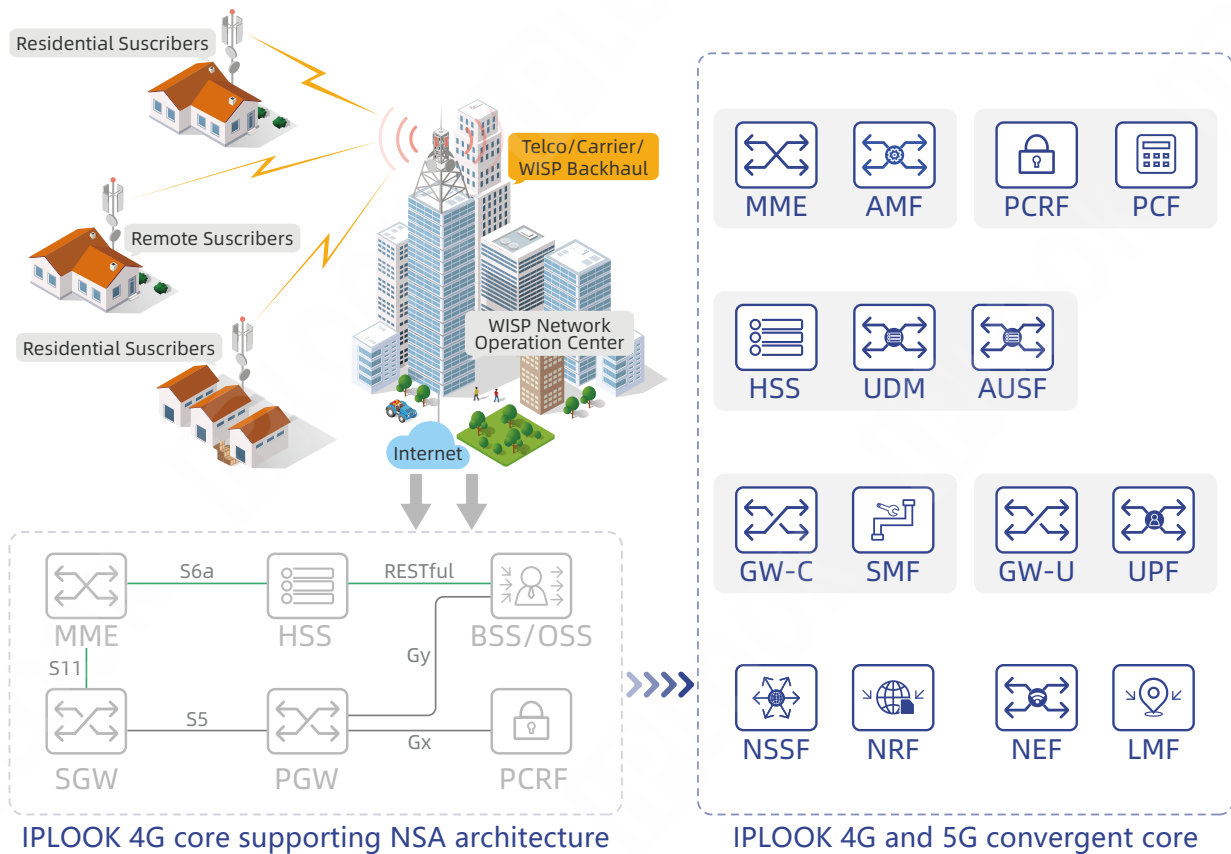 Residential Suscribers
Telco/Carrier/
WISP Backhaul
Remote Suscribers
WISP Network
Operation Center
Residential Suscribers
Internet
S6a
RESTful
MME
HSS
BSS/OSS
S11
Gy
S5
Gx
SGW
PGW
PCRF
IPLOOK 4G core supporting NSA architecture
MME
AMF
PCRF
PCF
HSS
UDM
AUSF
GW-C
SMF
GW-U
UPF
NSSF
NRF
NEF
LMF
IPLOOK 4G and 5G convergent core